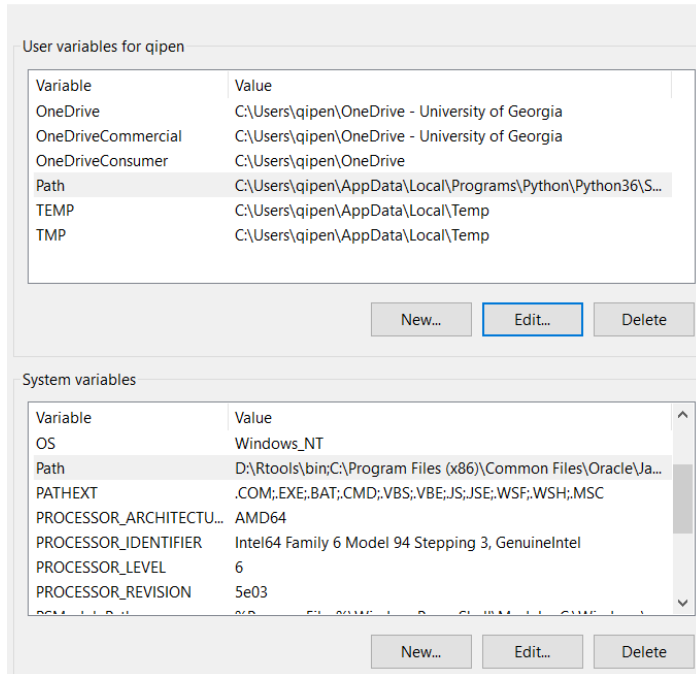 User variables for qipen
Variable Value
OneDrive C:\Users\qipen\OneDrive - University of Georgia
OneDriveCommercial C:\Users\qipen\OneDrive - University of Georgia
OneDriveConsumer C:\Users\qipen\OneDrive
Path C:\Users\qipen\AppData\Local\Programs\Python\Python36\S...
TEMP C:\Users\qipen\AppData\Local\Temp
TMP C:\Users\qipen\AppData\Local\Temp
New... Edit... Delete
System variables
Variable Value
OS Windows_NT
Path D:\Rtools\bin;C:\Program Files (x86)\Common Files\Oracle\Ja...
PATHEXT .COM;.EXE;.BAT;.CMD;.VBS;.VBE;.JS;.JSE;.WSF;.WSH;.MSC
PROCESSOR_ARCHITECTU... AMD64
PROCESSOR_IDENTIFIER Intel64 Family 6 Model 94 Stepping 3, GenuineIntel
PROCESSOR_LEVEL 6
PROCESSOR_REVISION 5e03
New... Edit... Delete